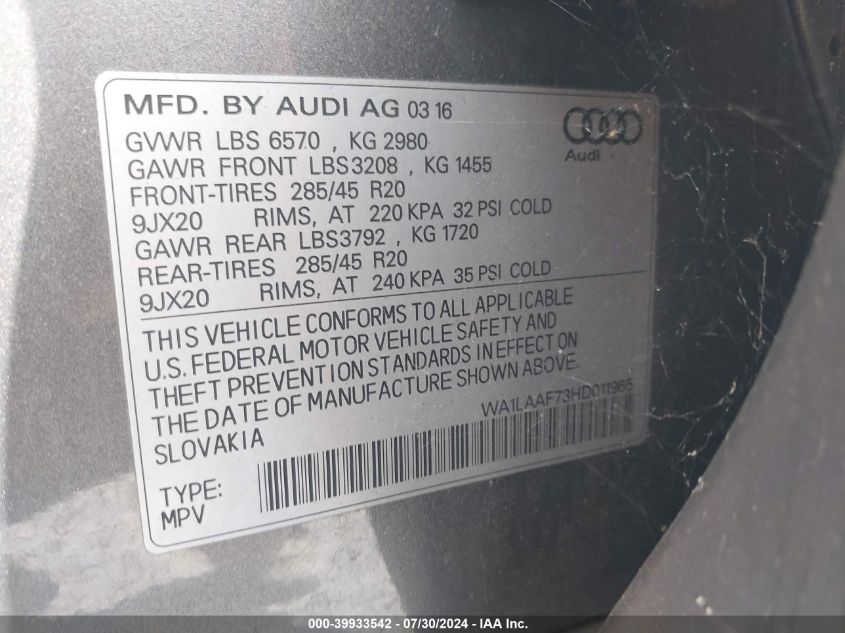 MFD. BY AUDI AG 03 16
Audi
GVWR LBS 6570 , KG 2980
GAWR FRONT LBS3208 , KG 1455
FRONT-TIRES 285/45 R20
9JX20 RIMS, AT 220 KPA 32 PSI COLD
GAWR REAR LBS3792 , KG 1720
REAR-TIRES 285/45 R20
9JX20 RIMS, AT 240 KPA 35 PSI COLD
THIS VEHICLE CONFORMS TO ALL APPLICABLE
U.S. FEDERAL MOTOR VEHICLE SAFETY AND
THEFT PREVENTION STANDARDS IN EFFECT ON
THE DATE OF MANUFACTURE SHOWN ABOVE.
SLOVAKIA
WA1LAAF73HD011965
TYPE:
MPV
000-39933542 - 07/30/2024 - www.iaai.com.